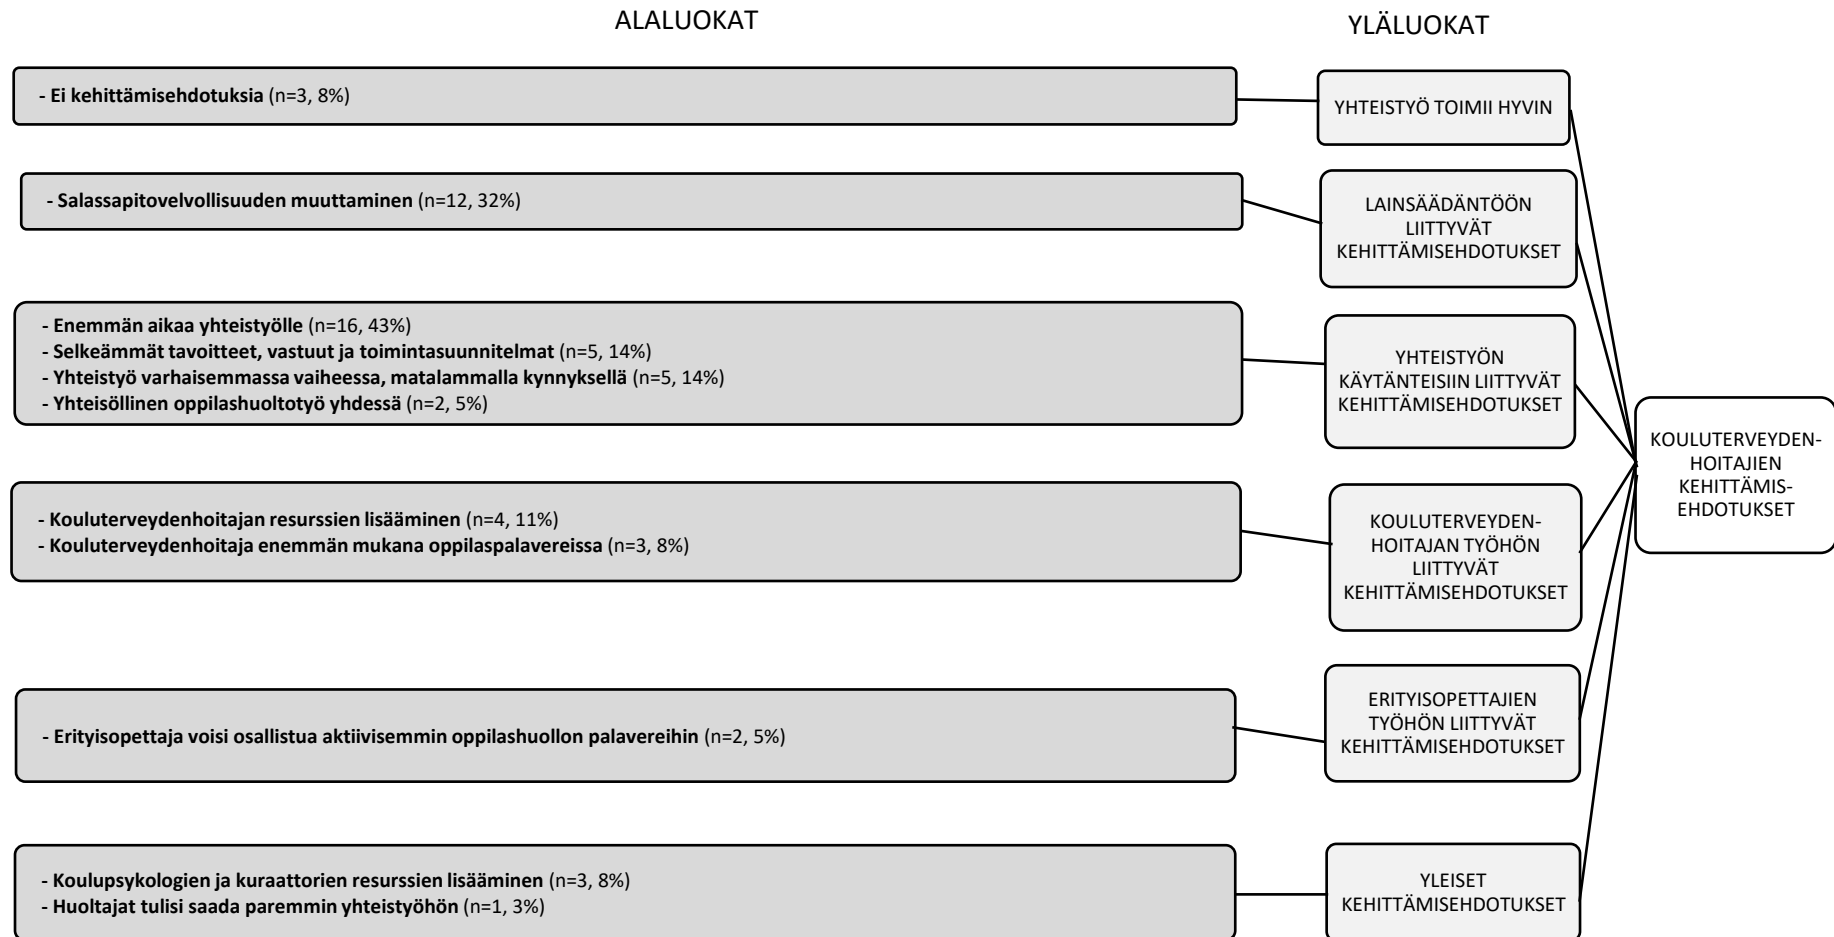 ALALUOKAT
YLÄLUOKAT
- Ei kehittämisehdotuksia (n=3, 8%)
YHTEISTYÖ TOIMII HYVIN
- Salassapitovelvollisuuden muuttaminen (n=12, 32%)
LAINSÄÄDÄNTÖÖN
LIITTYVÄT
KEHITTÄMISEHDOTUKSET
- Enemmän aikaa yhteistyölle (n=16, 43%)
- Selkeämmät tavoitteet, vastuut ja toimintasuunnitelmat (n=5, 14%)
- Yhteistyö varhaisemmassa vaiheessa, matalammalla kynnyksellä (n=5, 14%)
- Yhteisöllinen oppilashuoltotyö yhdessä (n=2, 5%)
YHTEISTYÖN
KÄYTÄNTEISIIN LIITTYVÄT
KEHITTÄMISEHDOTUKSET
- Kouluterveydenhoitajan resurssien lisääminen (n=4, 11%)
- Kouluterveydenhoitaja enemmän mukana oppilaspalavereissa (n=3, 8%)
KOULUTERVEYDEN-
HOITAJAN TYÖHÖN
LIITTYVÄT
KEHITTÄMISEHDOTUKSET
- Erityisopettaja voisi osallistua aktiivisemmin oppilashuollon palavereihin (n=2, 5%)
ERITYISOPETTAJIEN
TYÖHÖN LIITTYVÄT
KEHITTÄMISEHDOTUKSET
- Koulupsykologien ja kuraattorien resurssien lisääminen (n=3, 8%)
- Huoltajat tulisi saada paremmin yhteistyöhön (n=1, 3%)
YLEISET
KEHITTÄMISEHDOTUKSET
KOULUTERVEYDEN-
HOITAJIEN
KEHITTÄMIS-
EHDOTUKSET